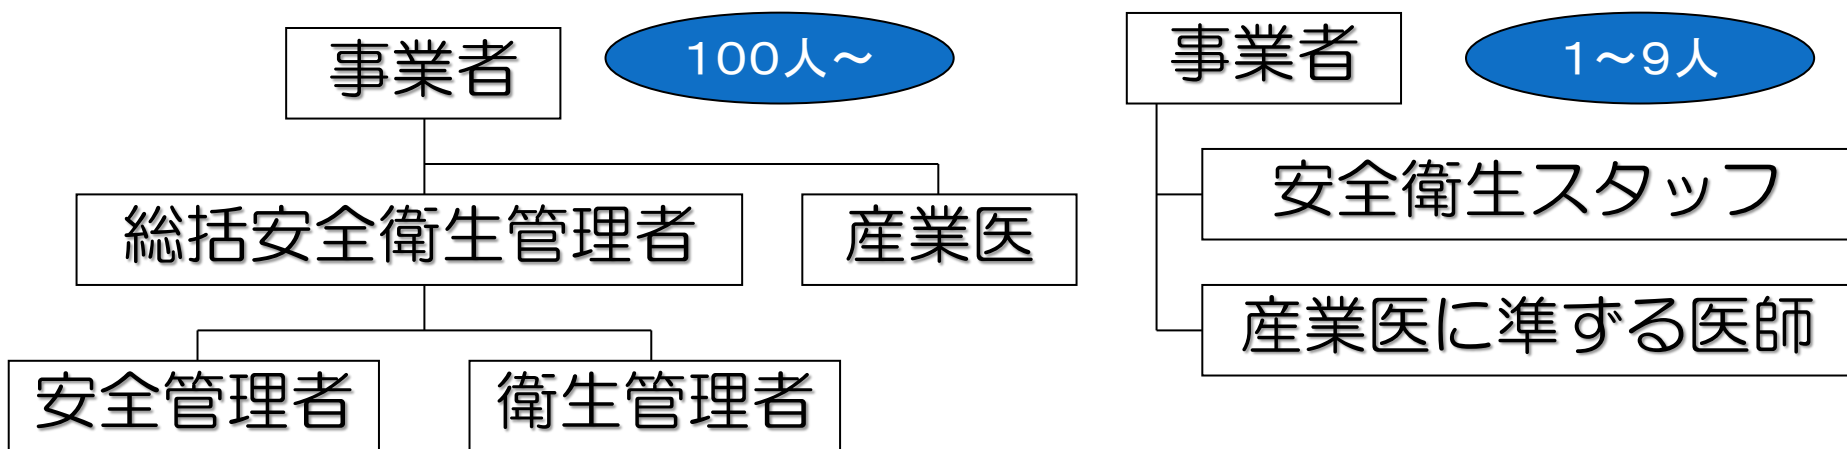 事業者
100人～
総括安全衛生管理者
産業医
安全管理者
衛生管理者
事業者
1～9人
安全衛生スタッフ
産業医に準ずる医師